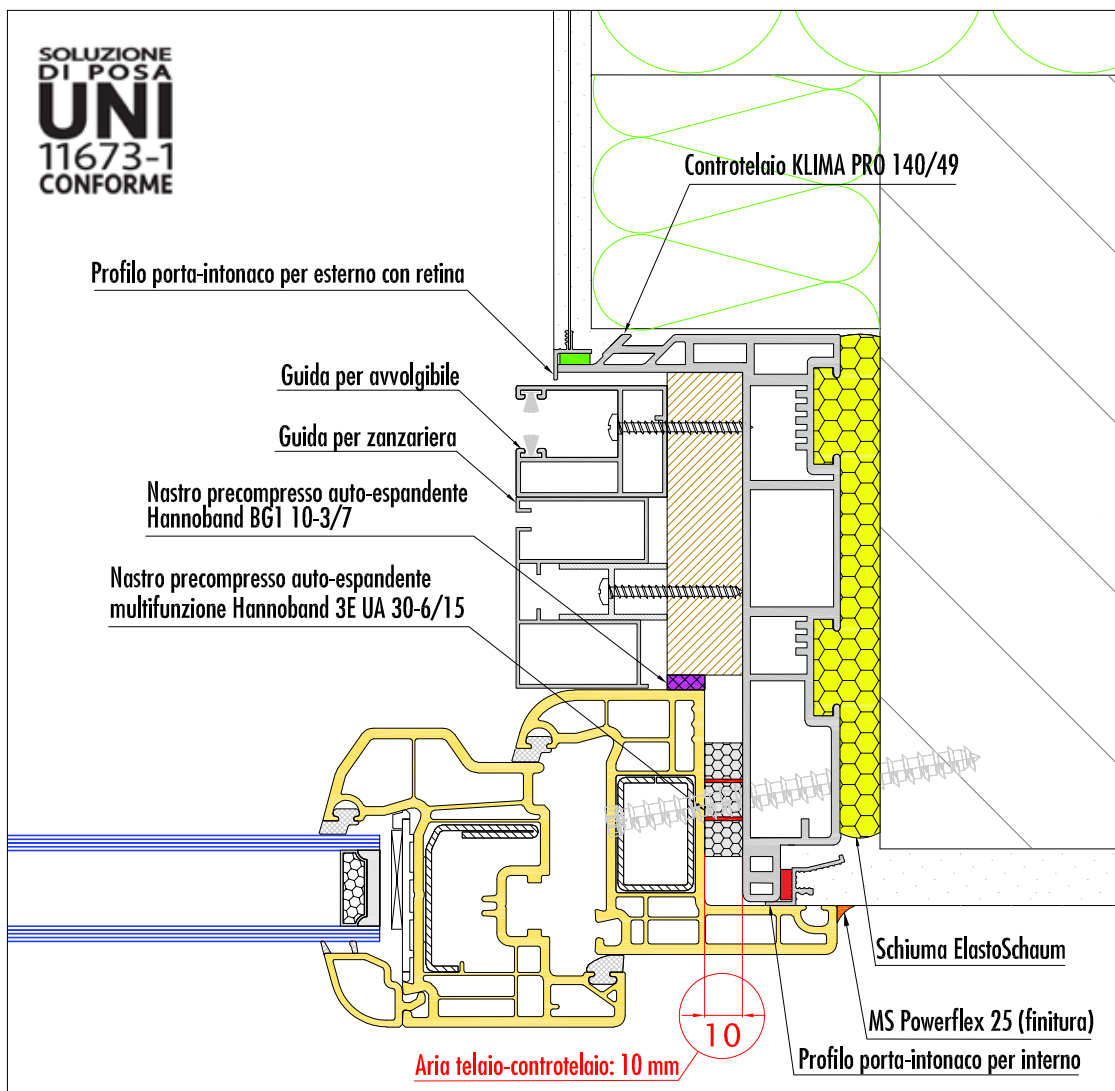 SOLUZIONE
DI POSA
UNI
11673-1
CONFORME
Controtelaio KLIMA PRO 140/49
Profilo porta-intonaco per esterno con retina
Guida per avvolgibile
Guida per zanzariera
Nastro precompresso auto-espandente
Hannoband BG1 10-3/7
Nastro precompresso auto-espandente
multifunzione Hannoband 3E UA 30-6/15
Schiuma ElastoSchaum
MS Powerflex 25 (finitura)
10
Aria telaio-controtelaio: 10 mm
Profilo porta-intonaco per interno